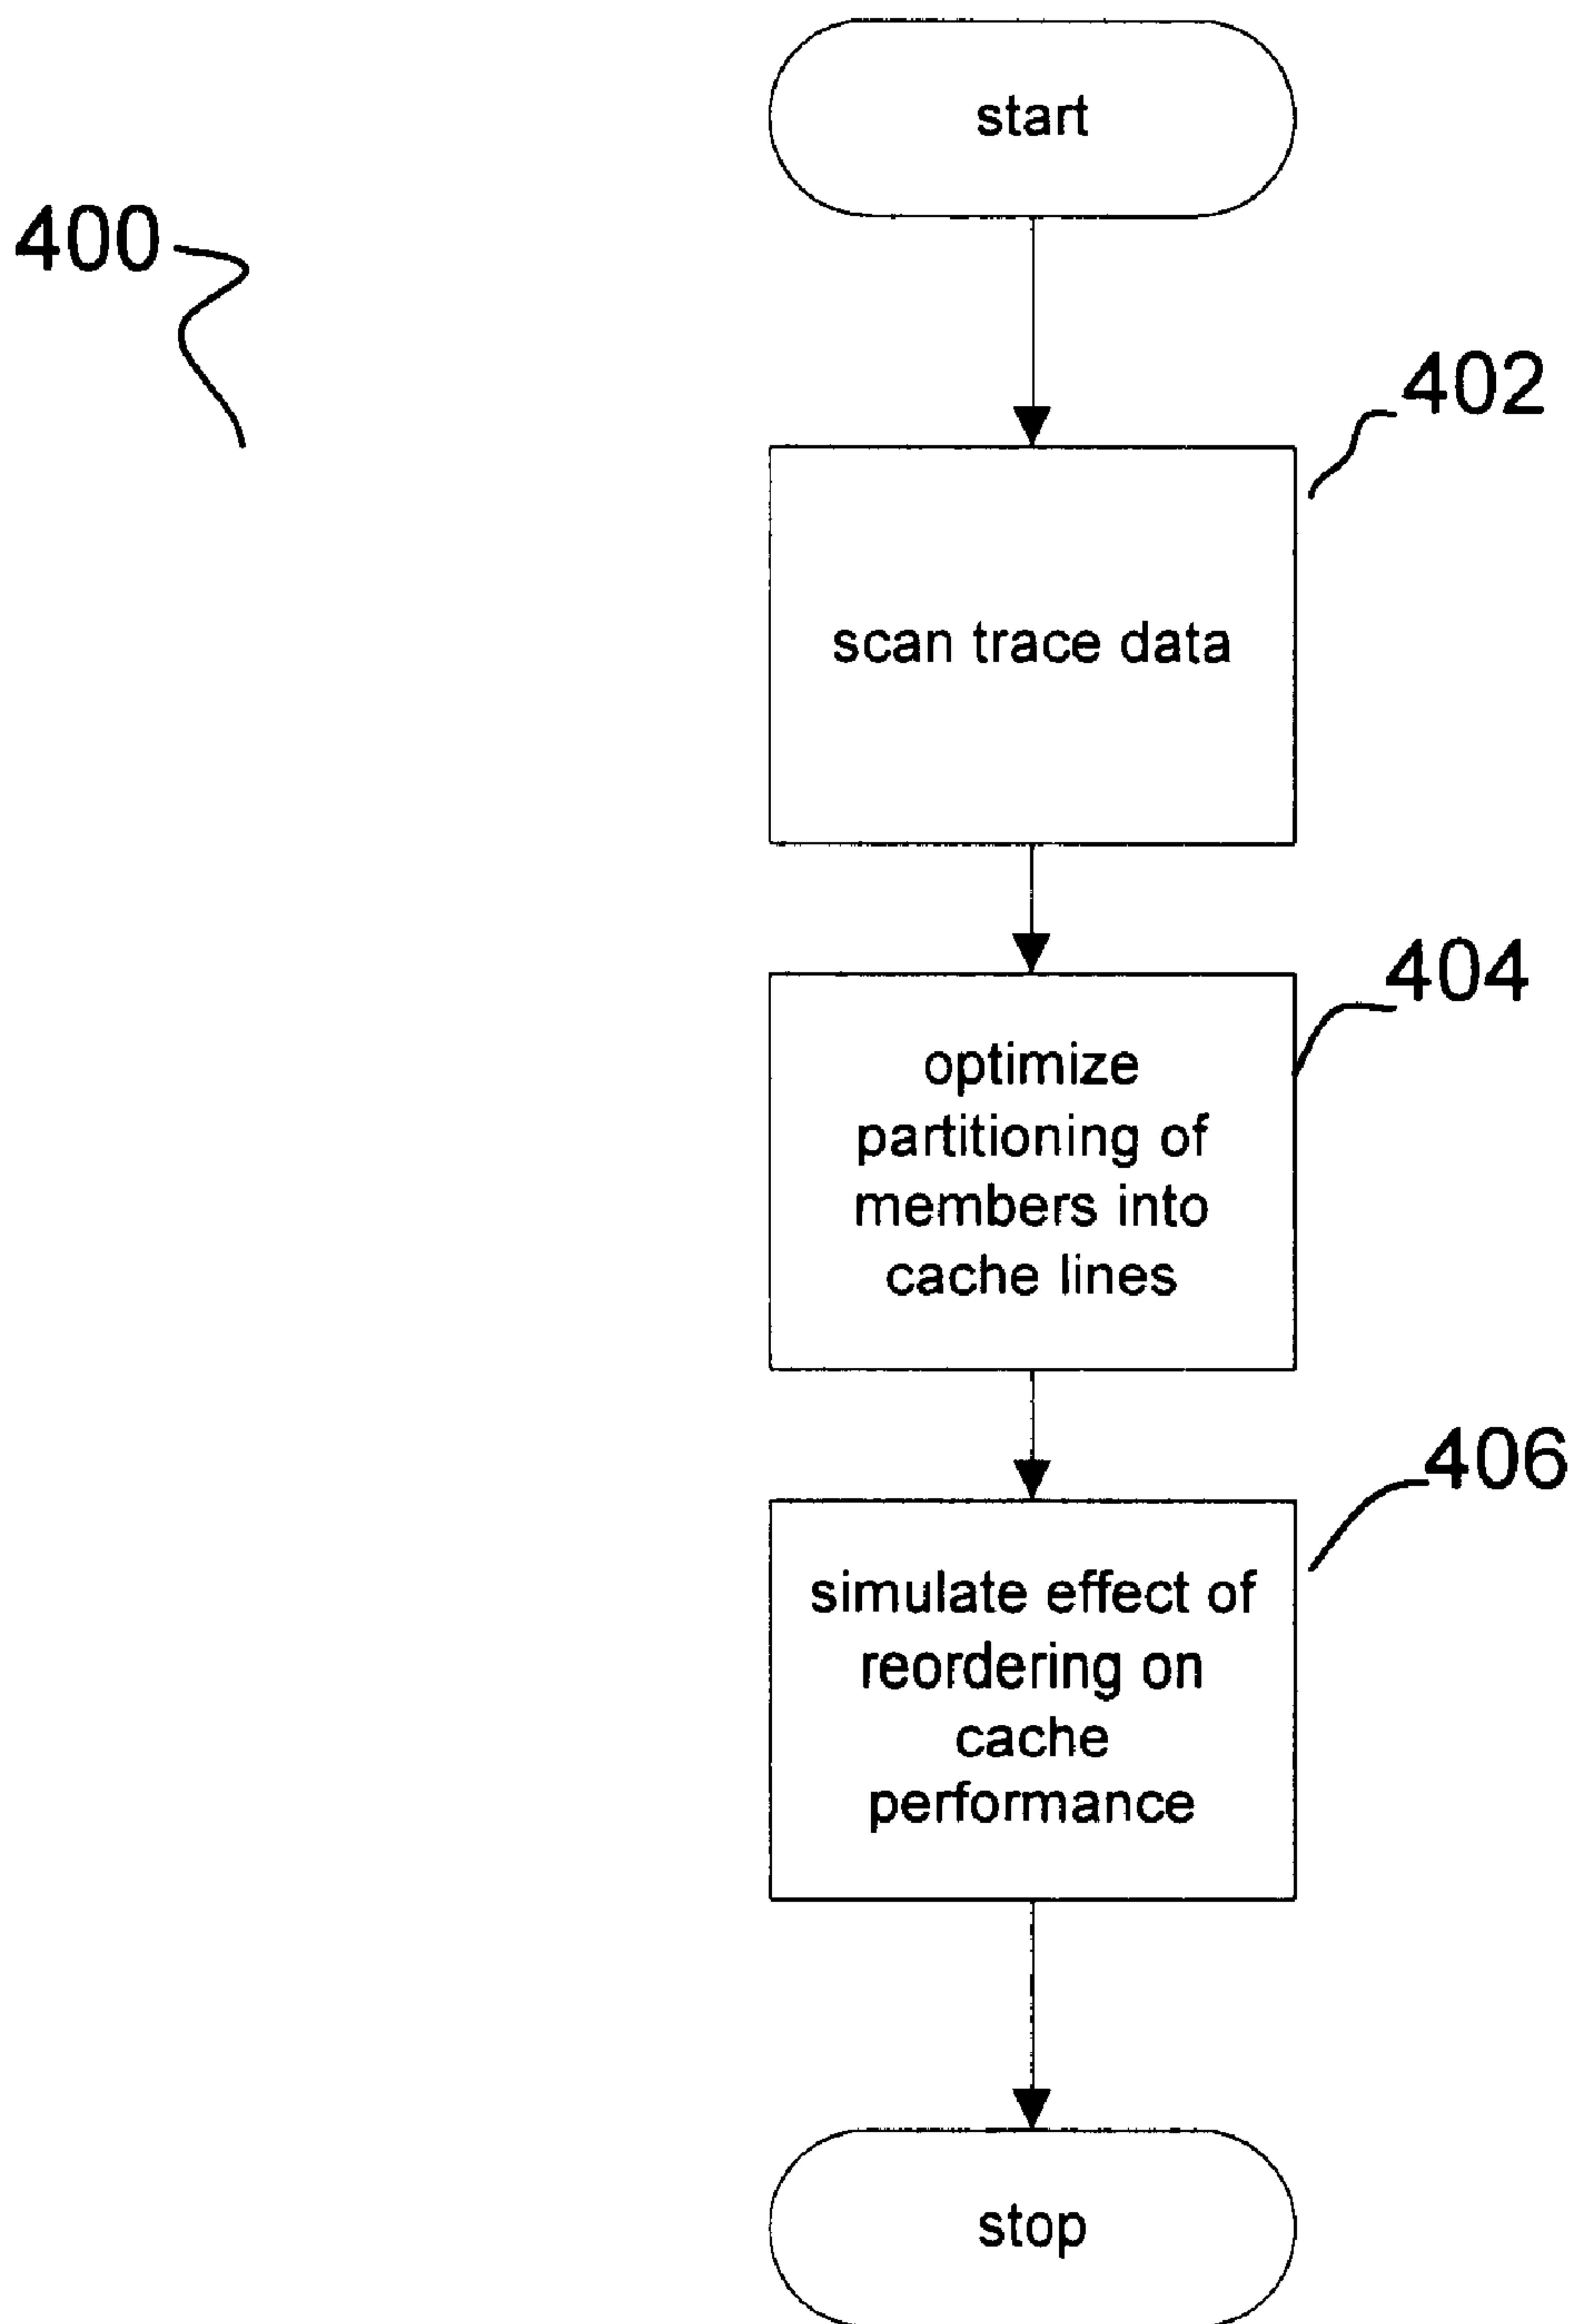 start
400
402
scan trace data
404
optimize
partitioning of
members into
cache lines
406
simulate effect of
reordering on
cache
performance
stop